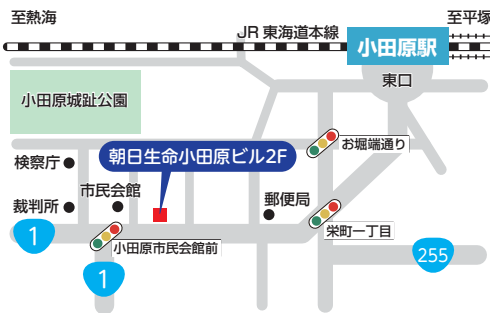 至熱海
至平塚
JR東海道本線
小田原駅
東口
小田原城趾公園
お堀端通り
検察庁
朝日生命小田原ビル2F
市民会館
郵便局
裁判所
栄町一丁目
1
小田原市民会館前
255
1